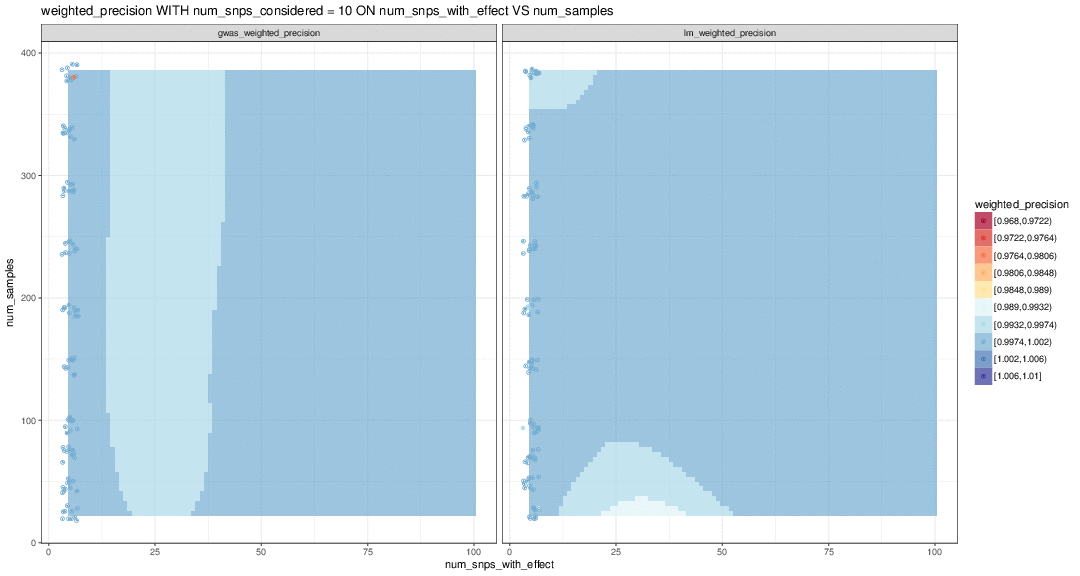 weighted_precision WITH num_snps_considered = 10 ON num_snps_with_effect VS num_samples
gwas_weighted_precision
lm_weighted_precision
400
300
200
100
0
num_samples
0 25 50 75 100
0 25 50 75 100
num_snps_with_effect
weighted_precision
[0.968,0.9722)
[0.9722,0.9764)
[0.9764,0.9806)
[0.9806,0.9848)
[0.9848,0.989)
[0.989,0.9932)
[0.9932,0.9974)
[0.9974,1.002)
[1.002,1.006)
[1.006,1.01]